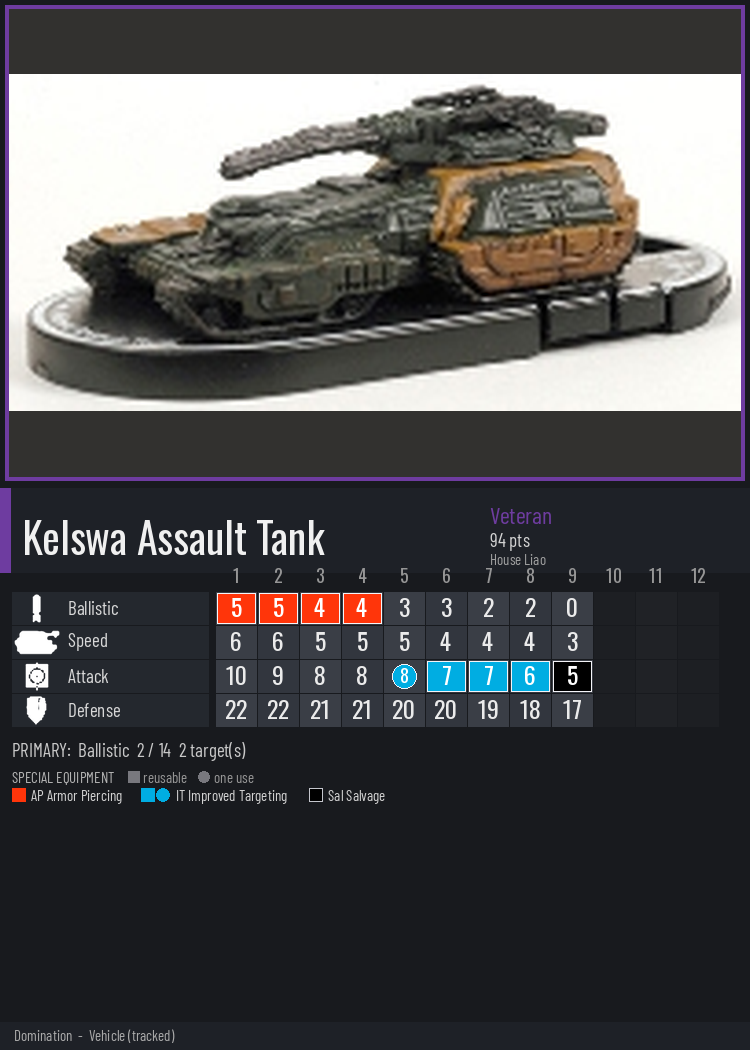 Kelswa Assault Tank
Veteran
94 pts
House Liao
1 2 3 4 5 6 7 8 9 10 11 12
Ballistic 5 5 4 4 3 3 2 2 0
Speed 6 6 5 5 5 4 4 4 3
Attack 10 9 8 8 8 7 7 6 5
Defense 22 22 21 21 20 20 19 18 17
PRIMARY: Ballistic 2 / 14 2 target(s)
SPECIAL EQUIPMENT reusable one use
AP Armor Piercing IT Improved Targeting Sal Salvage
Domination - Vehicle (tracked)